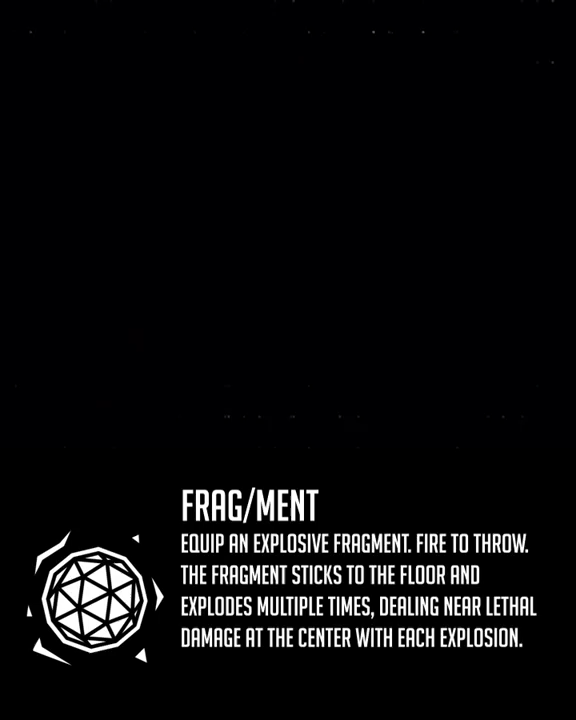 FRAG/MENT
EQUIP AN EXPLOSIVE FRAGMENT. FIRE TO THROW.
THE FRAGMENT STICKS TO THE FLOOR AND
EXPLODES MULTIPLE TIMES, DEALING NEAR LETHAL
DAMAGE AT THE CENTER WITH EACH EXPLOSION.